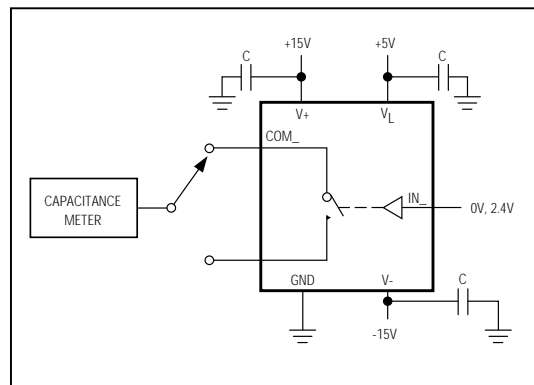 C
+15V
+5V
C
V+
VL
COM_
CAPACITANCE
METER
IN_
0V, 2.4V
GND
V-
C
-15V